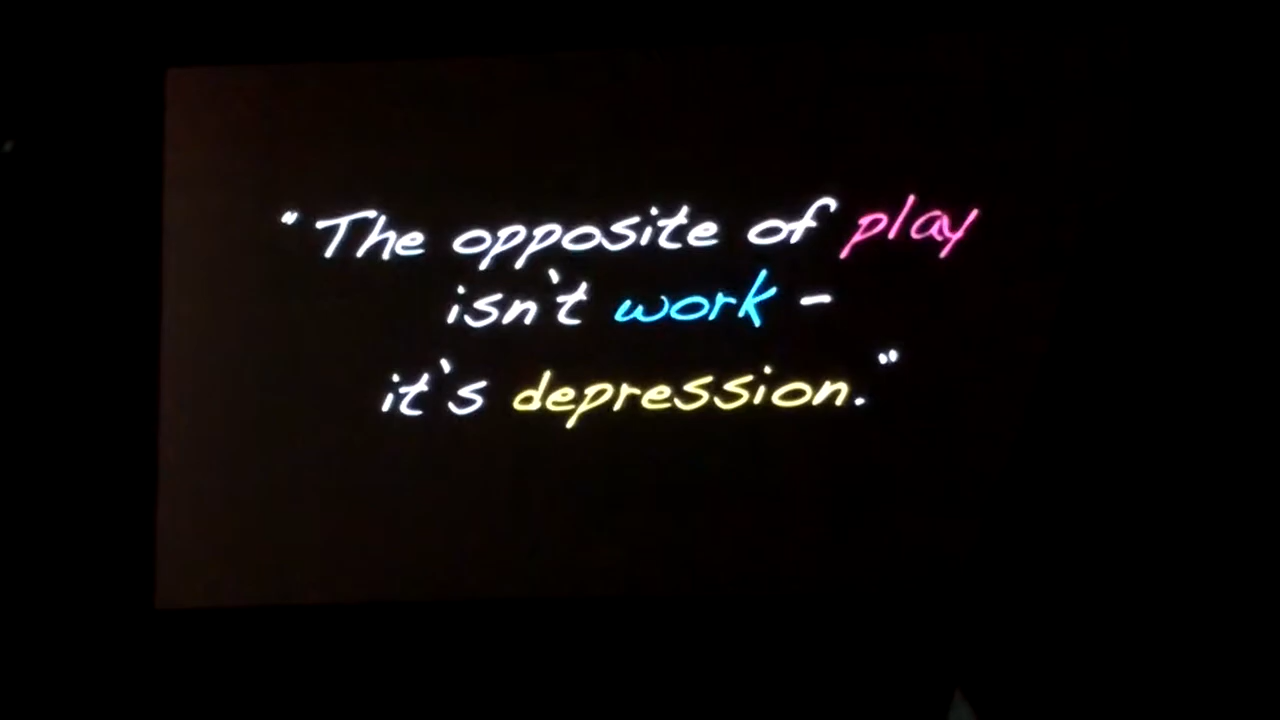 "The opposite of play
isn't work -
it's depression."